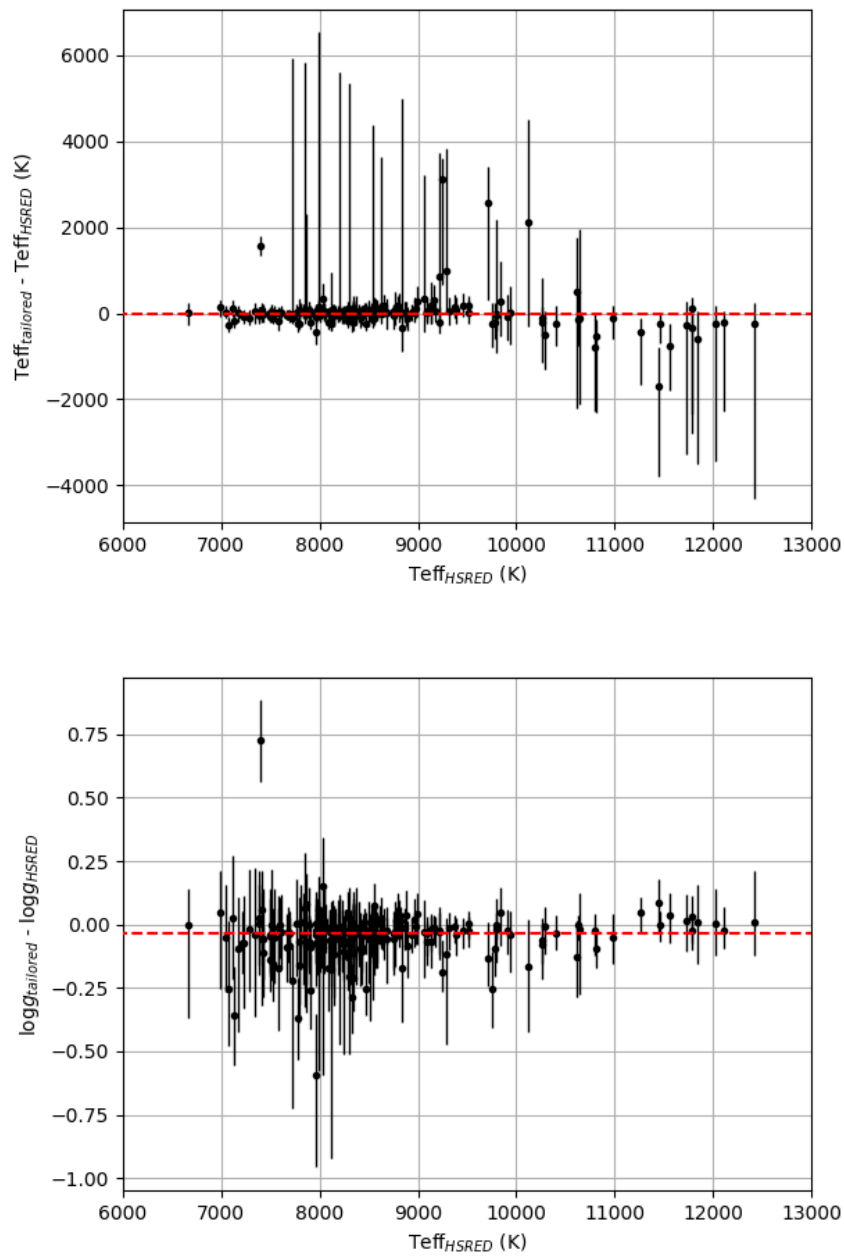 6000
4000
2000
0
−2000
−4000
Teff_tailored - Teff_HSRED (K)
6000 7000 8000 9000 10000 11000 12000 13000
Teff_HSRED (K)
0.75
0.50
0.25
0.00
−0.25
−0.50
−0.75
−1.00
logg_tailored - logg_HSRED
6000 7000 8000 9000 10000 11000 12000 13000
Teff_HSRED (K)